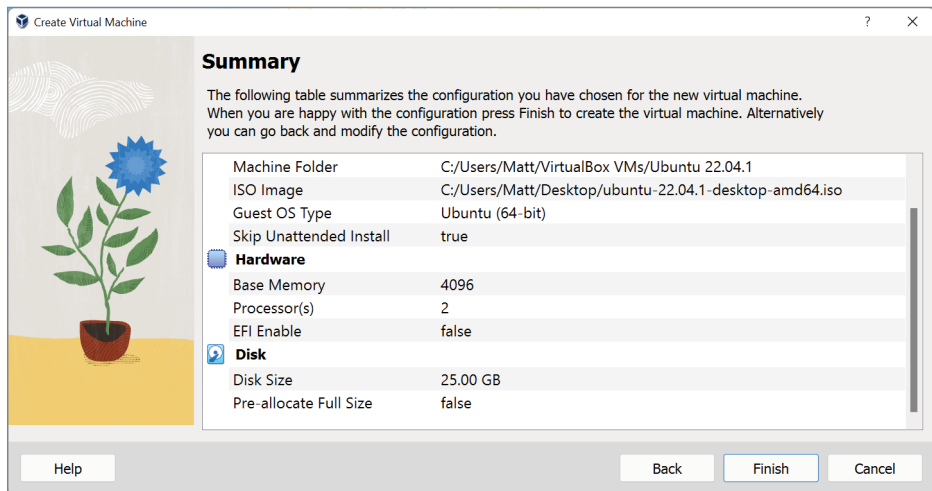 Create Virtual Machine ?
Summary
The following table summarizes the configuration you have chosen for the new virtual machine.
When you are happy with the configuration press Finish to create the virtual machine. Alternatively
you can go back and modify the configuration.
Machine Folder C:/Users/Matt/VirtualBox VMs/Ubuntu 22.04.1
ISO Image C:/Users/Matt/Desktop/ubuntu-22.04.1-desktop-amd64.iso
Guest OS Type Ubuntu (64-bit)
Skip Unattended Install true
Hardware
Base Memory 4096
Processor(s) 2
EFI Enable false
Disk
Disk Size 25.00 GB
Pre-allocate Full Size false
Help Back Finish Cancel